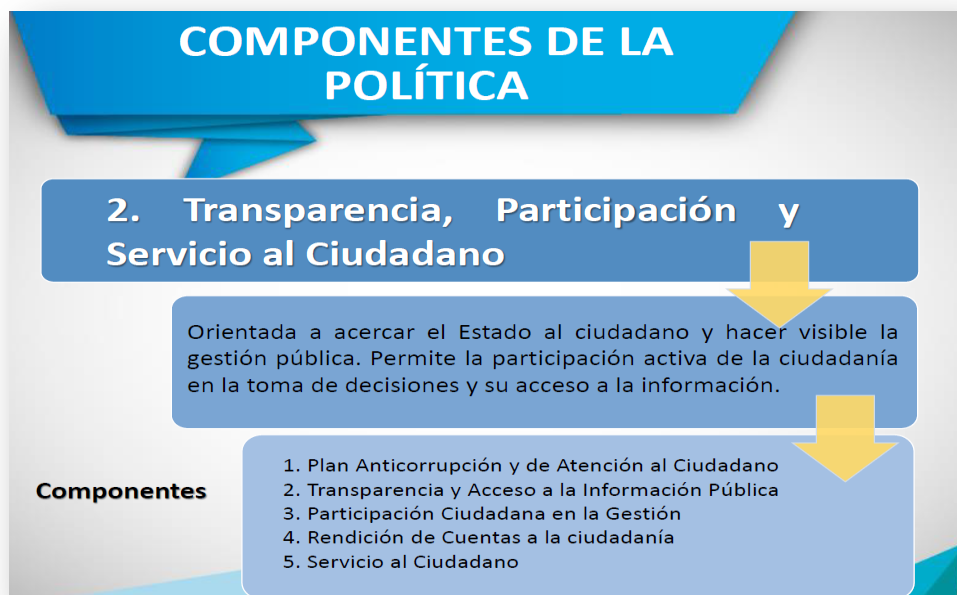 COMPONENTES DE LA
POLÍTICA
2. Transparencia, Participación y
Servicio al Ciudadano
Orientada a acercar el Estado al ciudadano y hacer visible la
gestión pública. Permite la participación activa de la ciudadanía
en la toma de decisiones y su acceso a la información.
Componentes
1. Plan Anticorrupción y de Atención al Ciudadano
2. Transparencia y Acceso a la Información Pública
3. Participación Ciudadana en la Gestión
4. Rendición de Cuentas a la ciudadanía
5. Servicio al Ciudadano